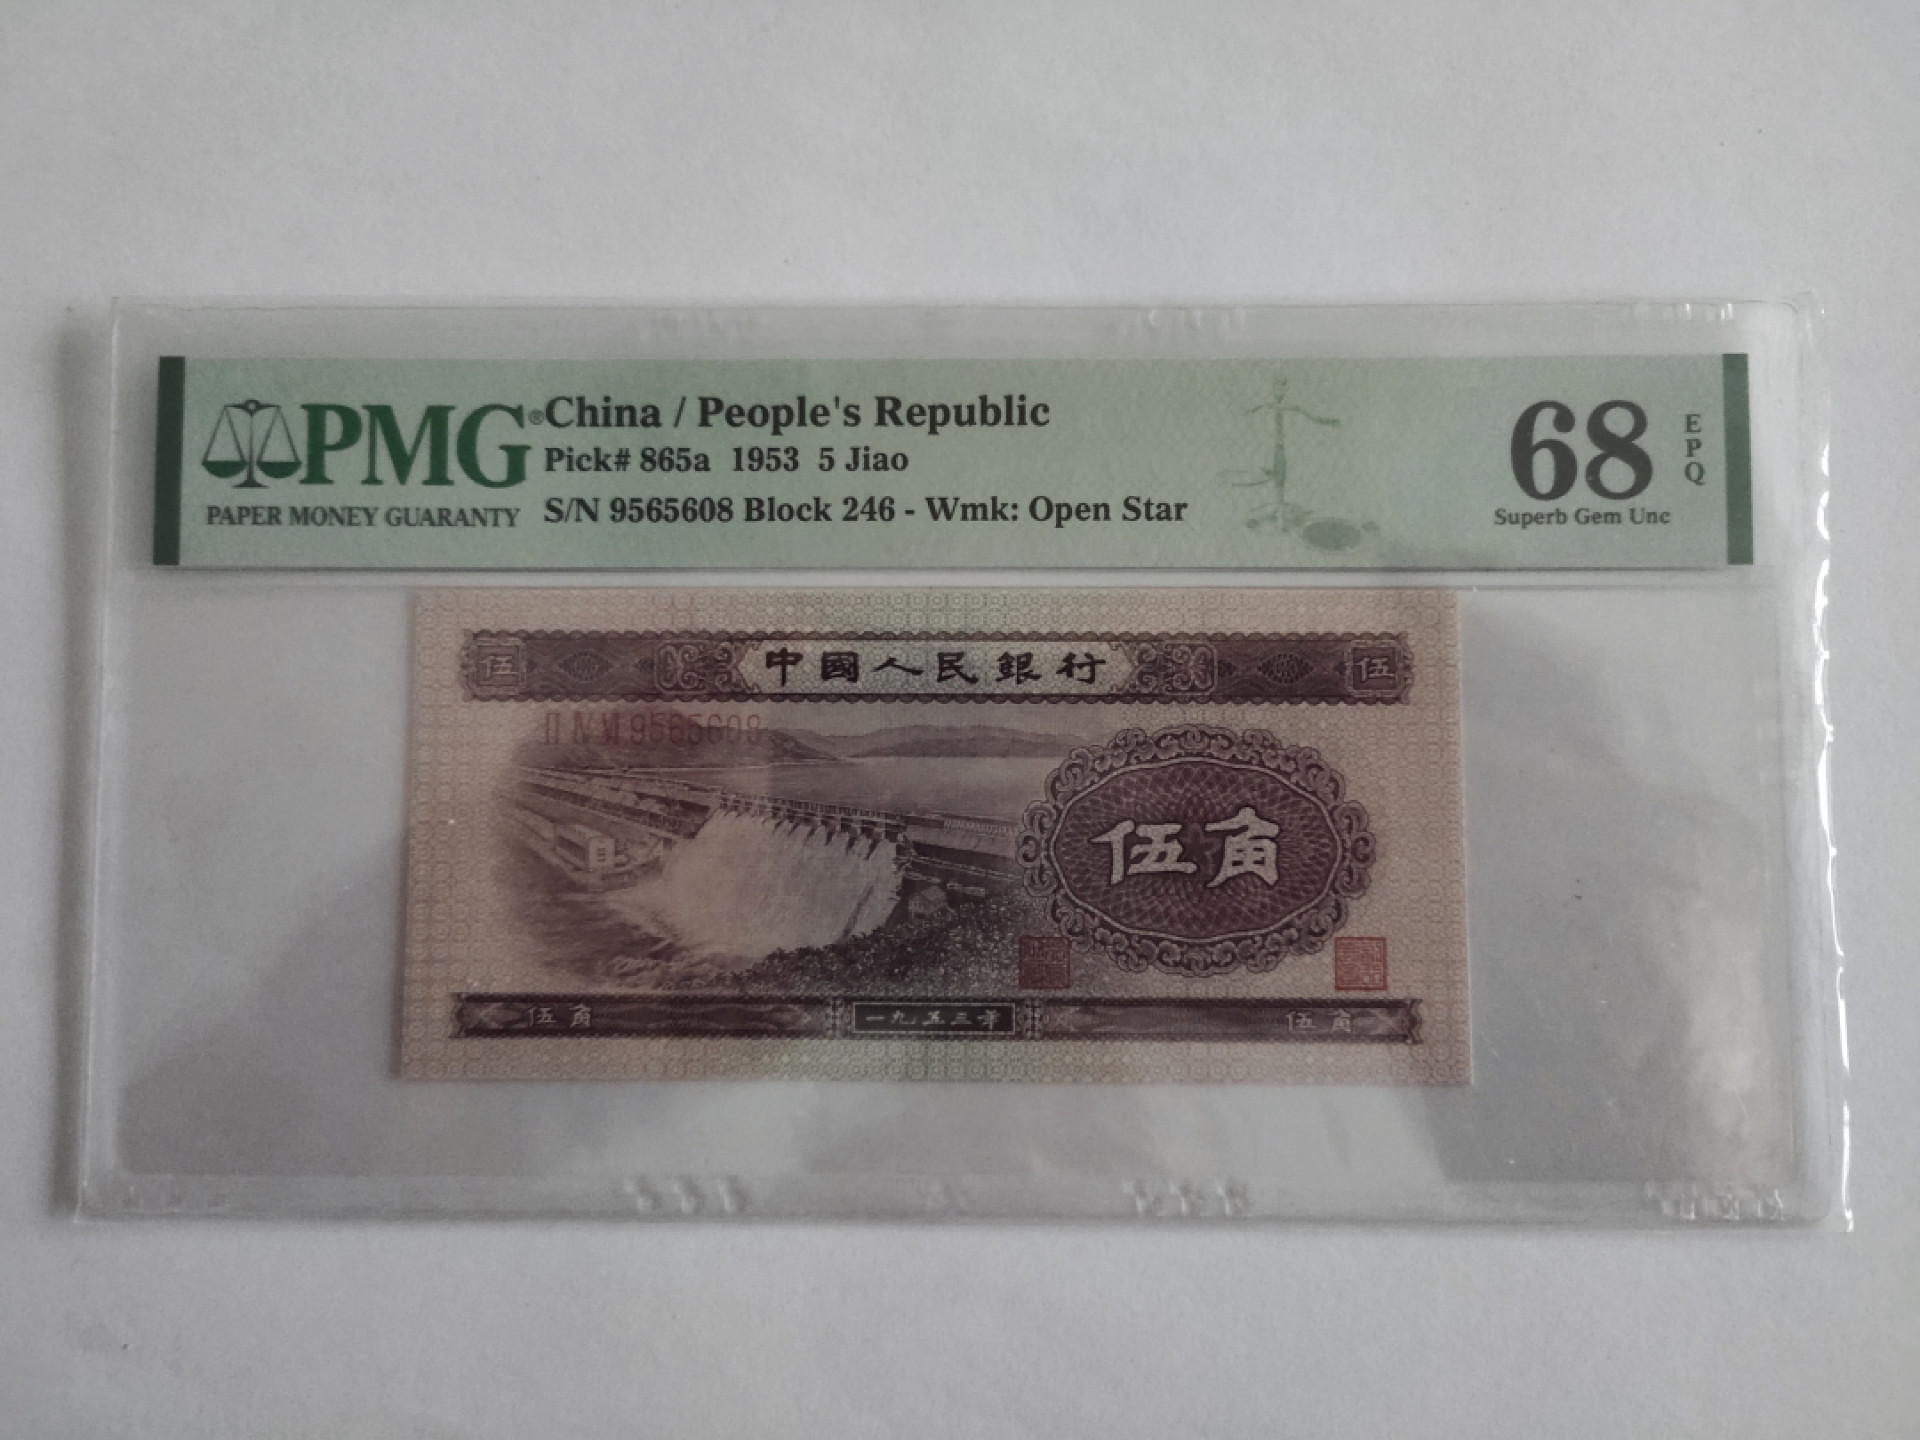 PMG®
PAPER MONEY GUARANTY
China / People's Republic
Pick# 865a 1953 5 Jiao
S/N 9565608 Block 246 - Wmk: Open Star
68
EPQ
Superb Gem Unc
伍 中國人民銀行 伍
II IV VI 9565608
伍角
伍角 一九五三年 伍角